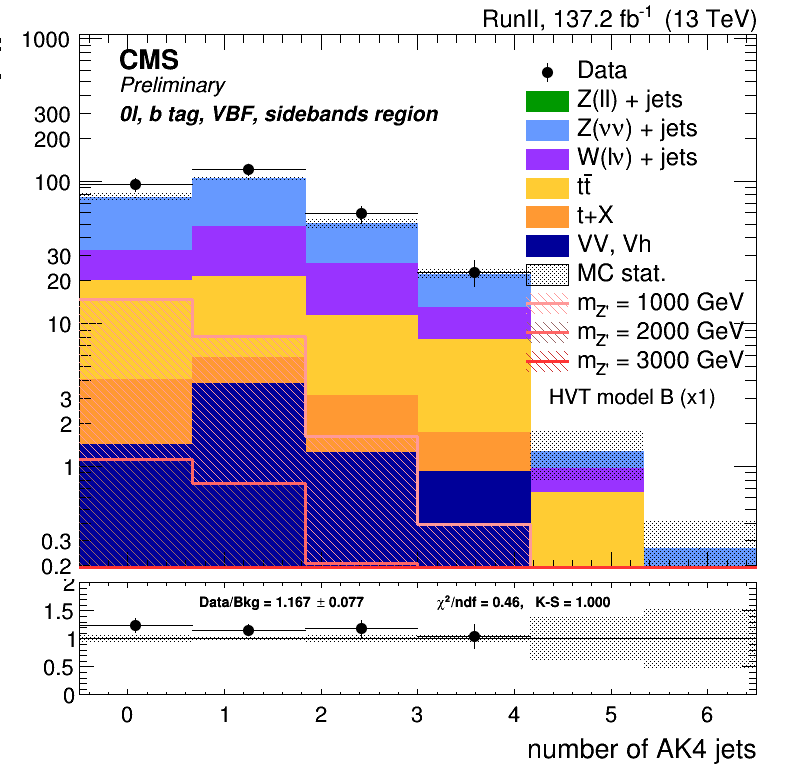 RunII, 137.2 fb⁻¹ (13 TeV)
1000
CMS
Preliminary
0l, b tag, VBF, sidebands region
Data
Z(ll) + jets
Z(νν) + jets
W(lν) + jets
tt̄
t+X
VV, Vh
MC stat.
m_Z' = 1000 GeV
m_Z' = 2000 GeV
m_Z' = 3000 GeV
HVT model B (x1)
300
200
100
30
20
10
3
2
1
0.3
0.2
2
Data/Bkg = 1.167 ± 0.077 χ²/ndf = 0.46, K-S = 1.000
1.5
1
0.5
0
0 1 2 3 4 5 6
number of AK4 jets